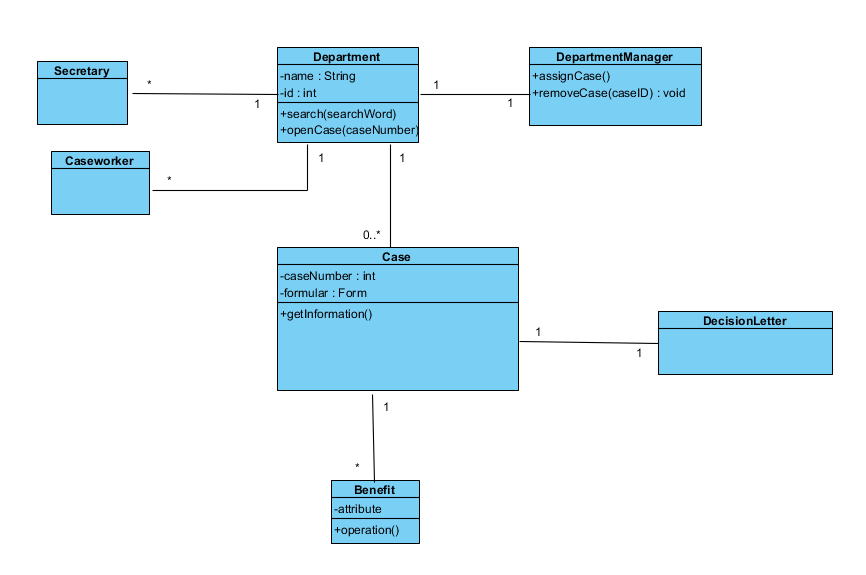 Department
-name : String
-id : int
+search(searchWord)
+openCase(caseNumber)
DepartmentManager
+assignCase()
+removeCase(caseID) : void
Secretary
*
1
1
1
Caseworker
*
1
1
0..*
Case
-caseNumber : int
-formular : Form
+getInformation()
DecisionLetter
1
1
1
*
Benefit
-attribute
+operation()